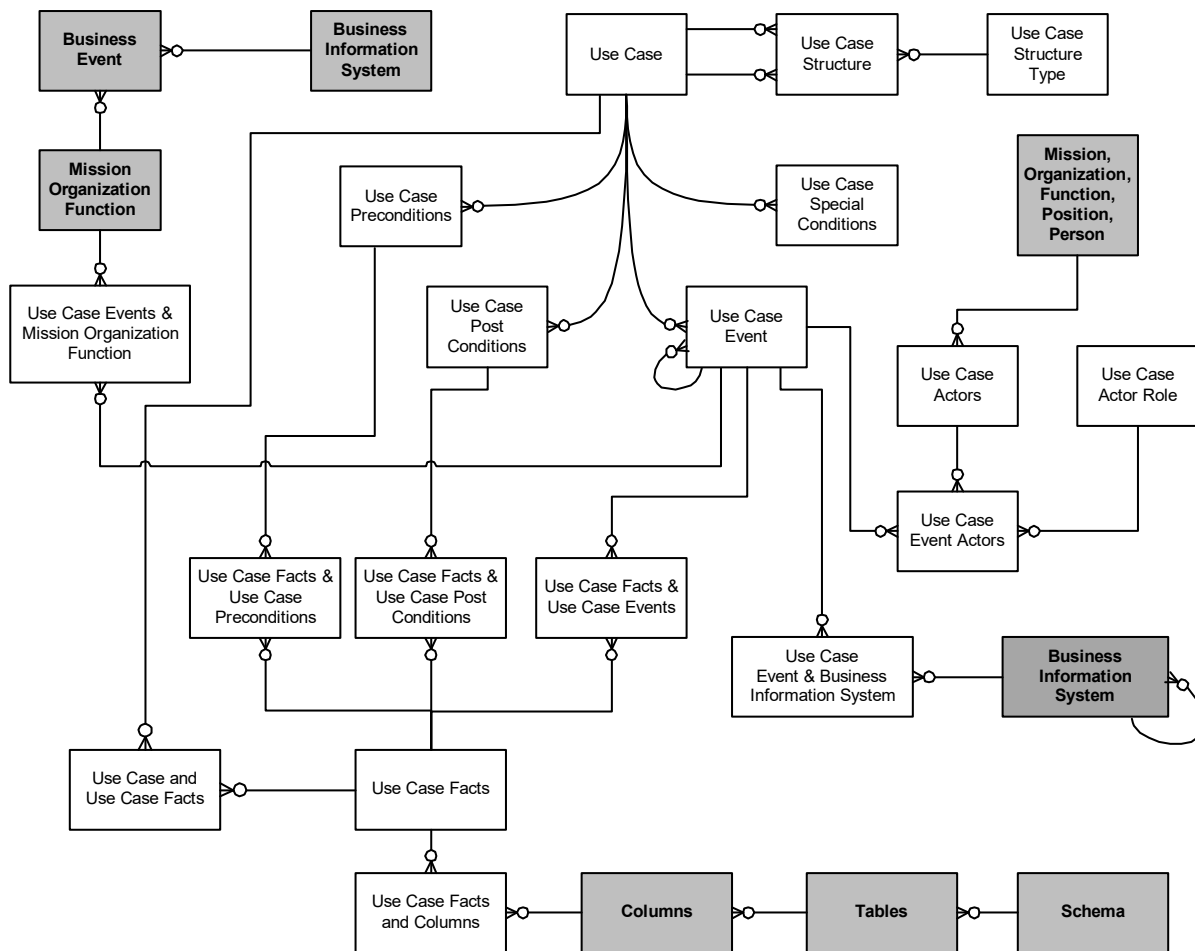 Business
Event
Business
Information
System
Use Case
Use Case
Structure
Use Case
Structure
Type
Mission
Organization
Function
Use Case
Preconditions
Use Case
Special
Conditions
Mission,
Organization,
Function,
Position,
Person
Use Case Events &
Mission Organization
Function
Use Case
Post
Conditions
Use Case
Event
Use Case
Actors
Use Case
Actor Role
Use Case
Event Actors
Use Case Facts &
Use Case
Preconditions
Use Case Facts &
Use Case Post
Conditions
Use Case Facts &
Use Case Events
Use Case
Event & Business
Information System
Business
Information
System
Use Case and
Use Case Facts
Use Case Facts
Use Case Facts
and Columns
Columns
Tables
Schema